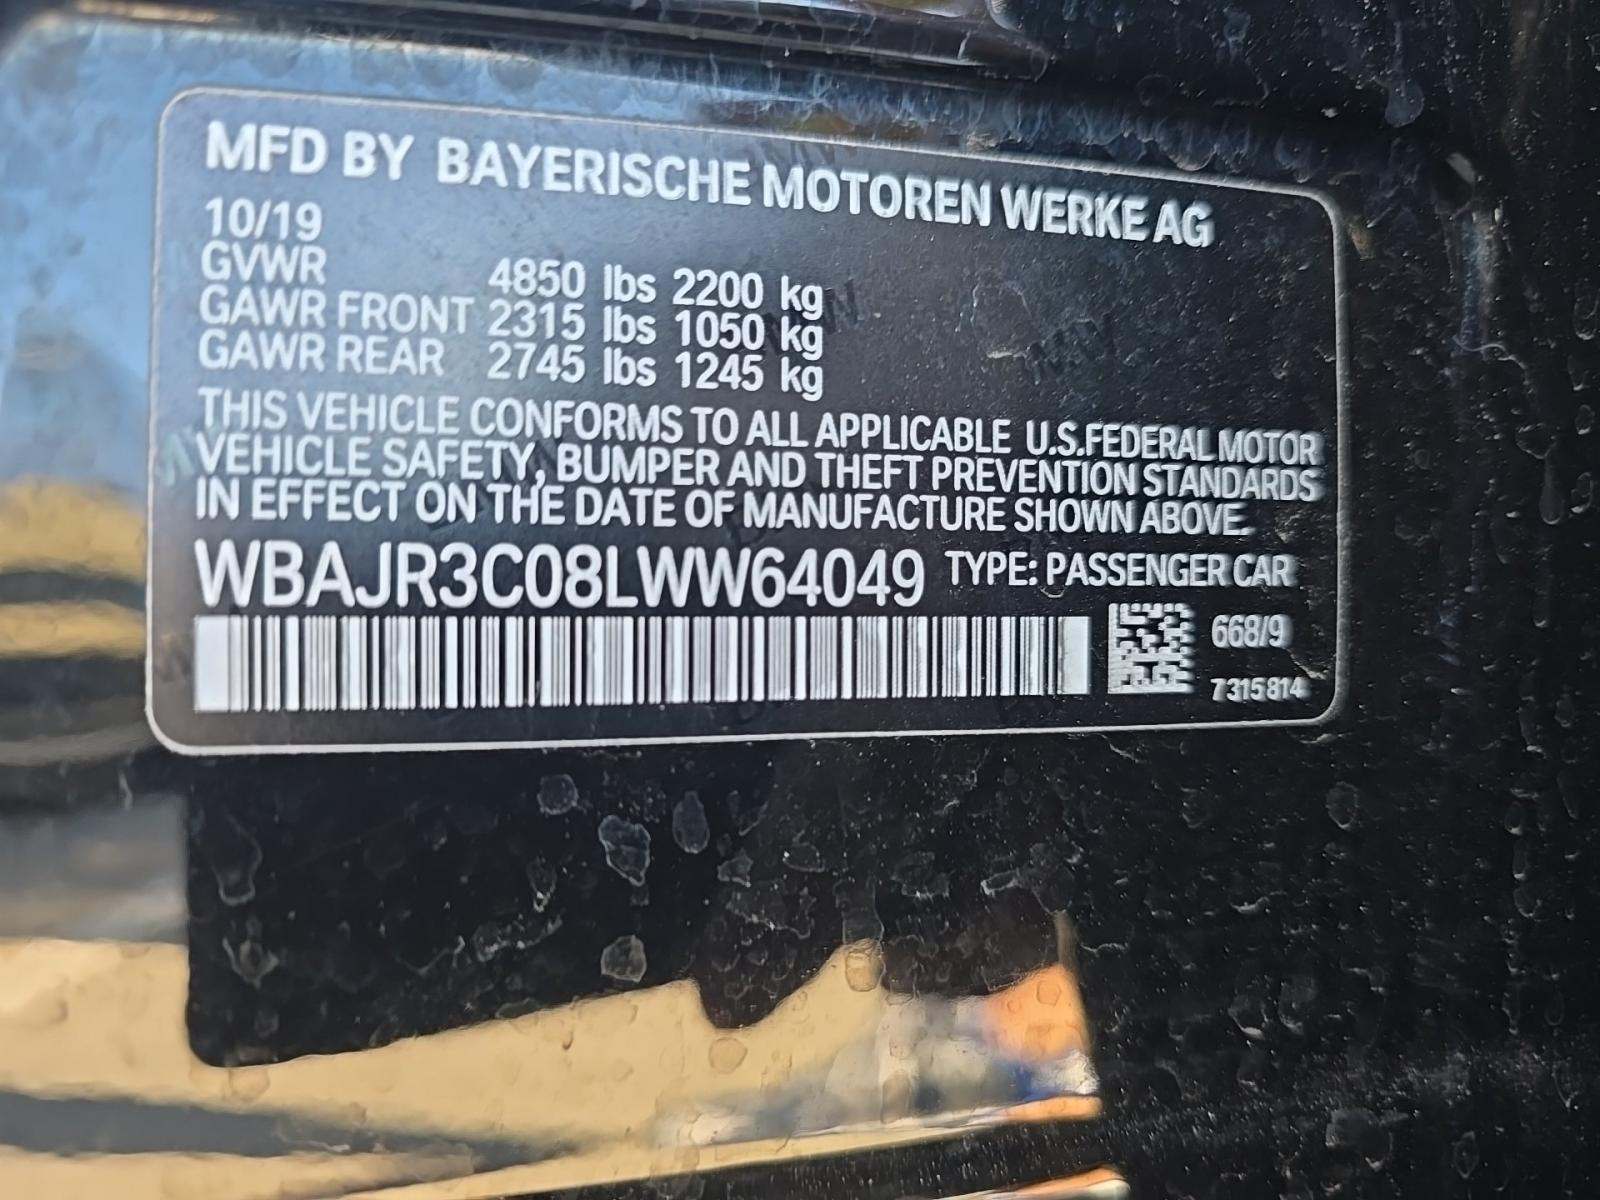 MFD BY BAYERISCHE MOTOREN WERKE AG
10/19
GVWR 4850 lbs 2200 kg
GAWR FRONT 2315 lbs 1050 kg
GAWR REAR 2745 lbs 1245 kg
THIS VEHICLE CONFORMS TO ALL APPLICABLE U.S.FEDERAL MOTOR
VEHICLE SAFETY, BUMPER AND THEFT PREVENTION STANDARDS
IN EFFECT ON THE DATE OF MANUFACTURE SHOWN ABOVE.
WBAJR3C08LWW64049 TYPE: PASSENGER CAR
668/9
7315814